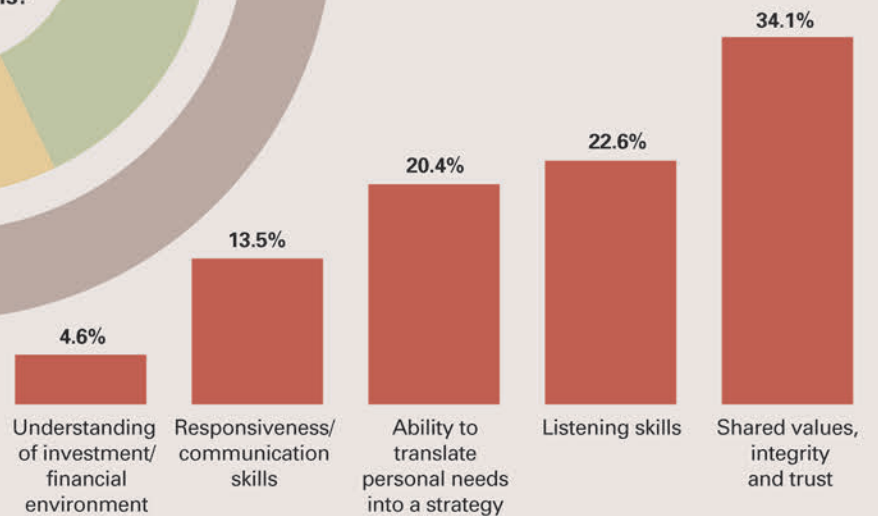 34.1%
22.6%
20.4%
13.5%
4.6%
Understanding
of investment/
financial
environment
Responsiveness/
communication
skills
Ability to
translate
personal needs
into a strategy
Listening skills
Shared values,
integrity
and trust